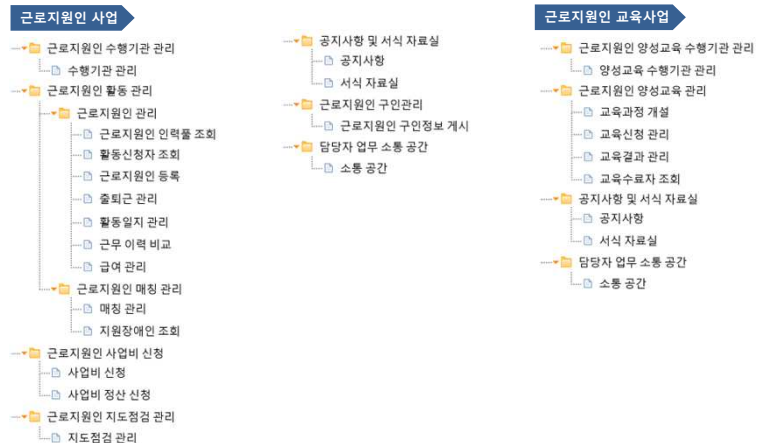 근로지원인 사업
근로지원인 수행기관 관리
수행기관 관리
근로지원인 활동 관리
근로지원인 관리
근로지원인 인력풀 조회
활동신청자 조회
근로지원인 등록
출퇴근 관리
활동일지 관리
근무 이력 비교
급여 관리
근로지원인 매칭 관리
매칭 관리
지원장애인 조회
근로지원인 사업비 신청
사업비 신청
사업비 정산 신청
근로지원인 지도점검 관리
지도점검 관리
공지사항 및 서식 자료실
공지사항
서식 자료실
근로지원인 구인관리
근로지원인 구인정보 게시
담당자 업무 소통 공간
소통 공간
근로지원인 교육사업
근로지원인 양성교육 수행기관 관리
양성교육 수행기관 관리
근로지원인 양성교육 관리
교육과정 개설
교육신청 관리
교육결과 관리
교육수료자 조회
공지사항 및 서식 자료실
공지사항
서식 자료실
담당자 업무 소통 공간
소통 공간